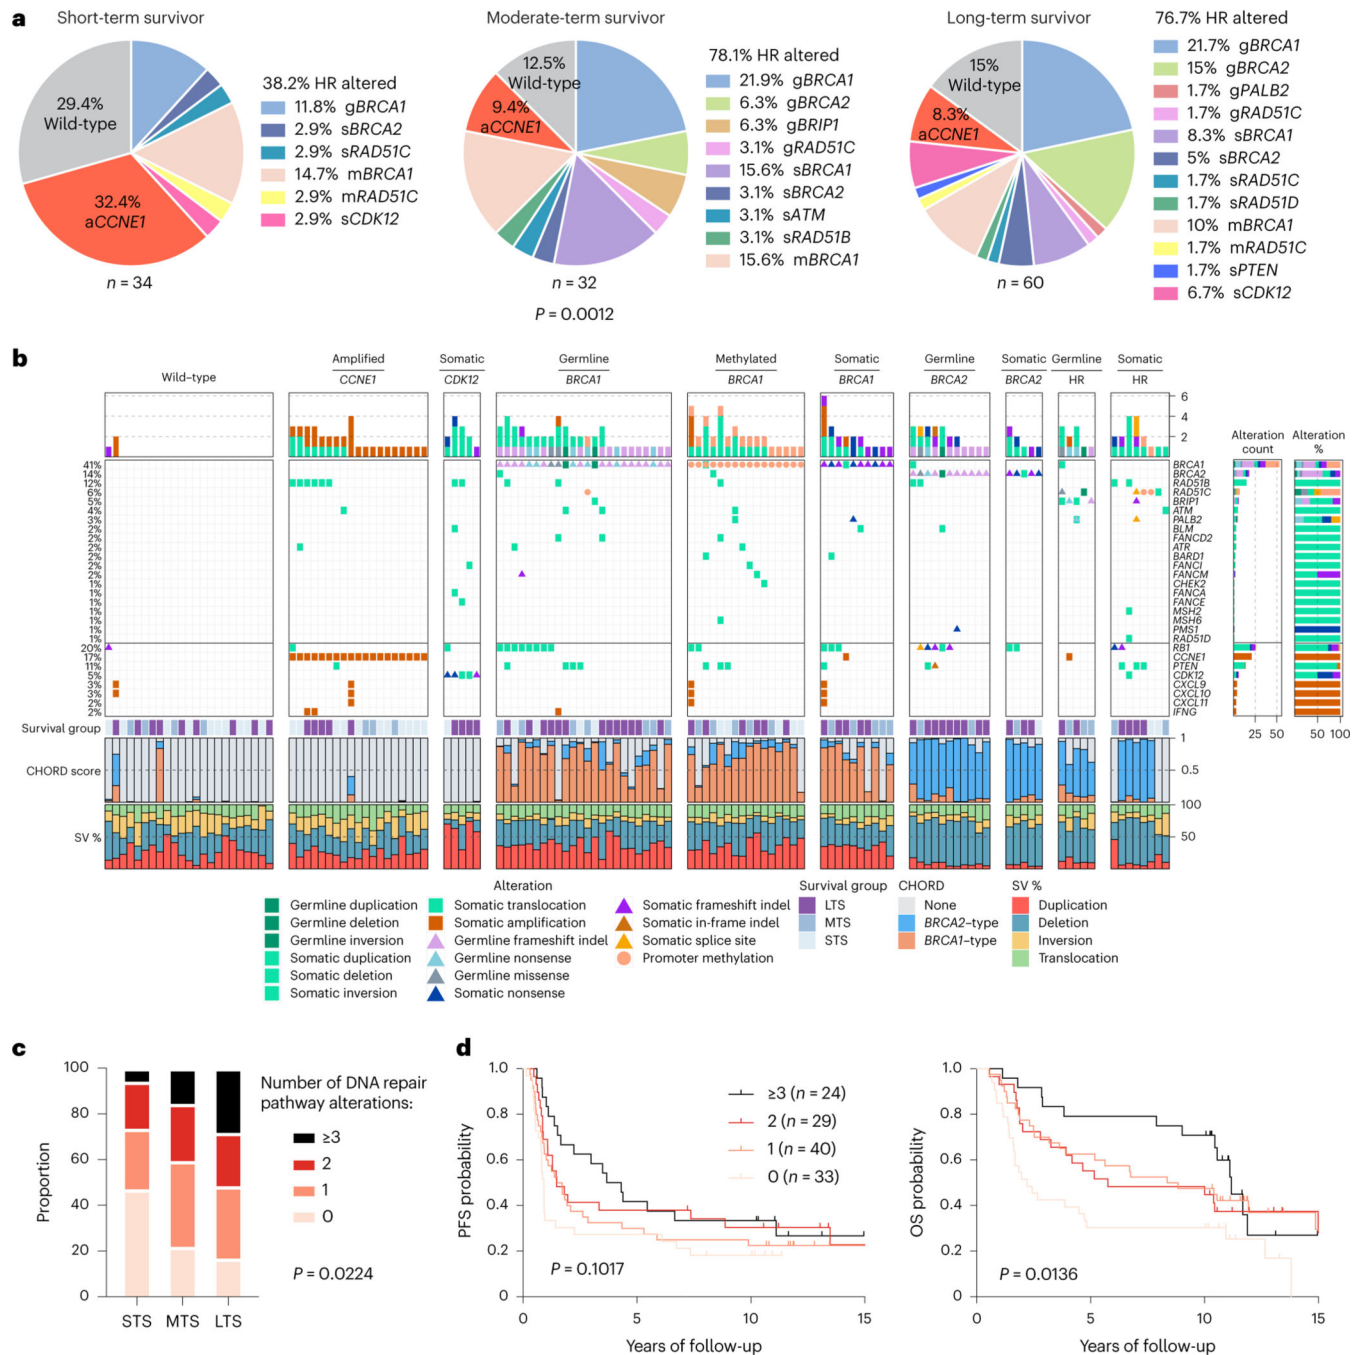 a
Short-term survivor
29.4%
Wild-type
32.4%
aCCNE1
n = 34
38.2% HR altered
11.8% gBRCA1
2.9% sBRCA2
2.9% sRAD51C
14.7% mBRCA1
2.9% mRAD51C
2.9% sCDK12
Moderate-term survivor
12.5%
Wild-type
9.4%
aCCNE1
n = 32
P = 0.0012
78.1% HR altered
21.9% gBRCA1
6.3% gBRCA2
6.3% gBRIP1
3.1% gRAD51C
15.6% sBRCA1
3.1% sBRCA2
3.1% sATM
3.1% sRAD51B
15.6% mBRCA1
Long-term survivor
15%
Wild-type
8.3%
aCCNE1
n = 60
76.7% HR altered
21.7% gBRCA1
15% gBRCA2
1.7% gPALB2
1.7% gRAD51C
8.3% sBRCA1
5% sBRCA2
1.7% sRAD51C
1.7% sRAD51D
10% mBRCA1
1.7% mRAD51C
1.7% sPTEN
6.7% sCDK12
b
Wild-type
Amplified
CCNE1
Somatic
CDK12
Germline
BRCA1
Methylated
BRCA1
Somatic
BRCA1
Germline
BRCA2
Somatic
BRCA2
Germline
HR
Somatic
HR
6
4
2
Alteration
count
Alteration
%
41%
14%
12%
6%
5%
4%
3%
2%
2%
2%
2%
2%
2%
1%
1%
1%
1%
1%
1%
1%
20%
17%
11%
5%
3%
3%
2%
2%
BRCA1
BRCA2
RAD51B
RAD51C
BRIP1
ATM
PALB2
BLM
FANCD2
ATR
BARD1
FANCI
FANCM
CHEK2
FANCA
FANCE
MSH2
MSH6
PMS1
RAD51D
RB1
CCNE1
PTEN
CDK12
CXCL9
CXCL10
CXCL11
IFNG
25 50
50 100
Survival group
CHORD score
1
0.5
SV %
100
50
Alteration
Germline duplication
Germline deletion
Germline inversion
Somatic duplication
Somatic deletion
Somatic inversion
Somatic translocation
Somatic amplification
Germline frameshift indel
Germline nonsense
Germline missense
Somatic nonsense
Somatic frameshift indel
Somatic in-frame indel
Somatic splice site
Promoter methylation
Survival group
LTS
MTS
STS
CHORD
None
BRCA2-type
BRCA1-type
SV %
Duplication
Deletion
Inversion
Translocation
c
Proportion
100
80
60
40
20
0
STS MTS LTS
Number of DNA repair
pathway alterations:
≥3
2
1
0
P = 0.0224
d
PFS probability
1.0
0.8
0.6
0.4
0.2
0
≥3 (n = 24)
2 (n = 29)
1 (n = 40)
0 (n = 33)
P = 0.1017
0 5 10 15
Years of follow-up
OS probability
1.0
0.8
0.6
0.4
0.2
0
P = 0.0136
0 5 10 15
Years of follow-up